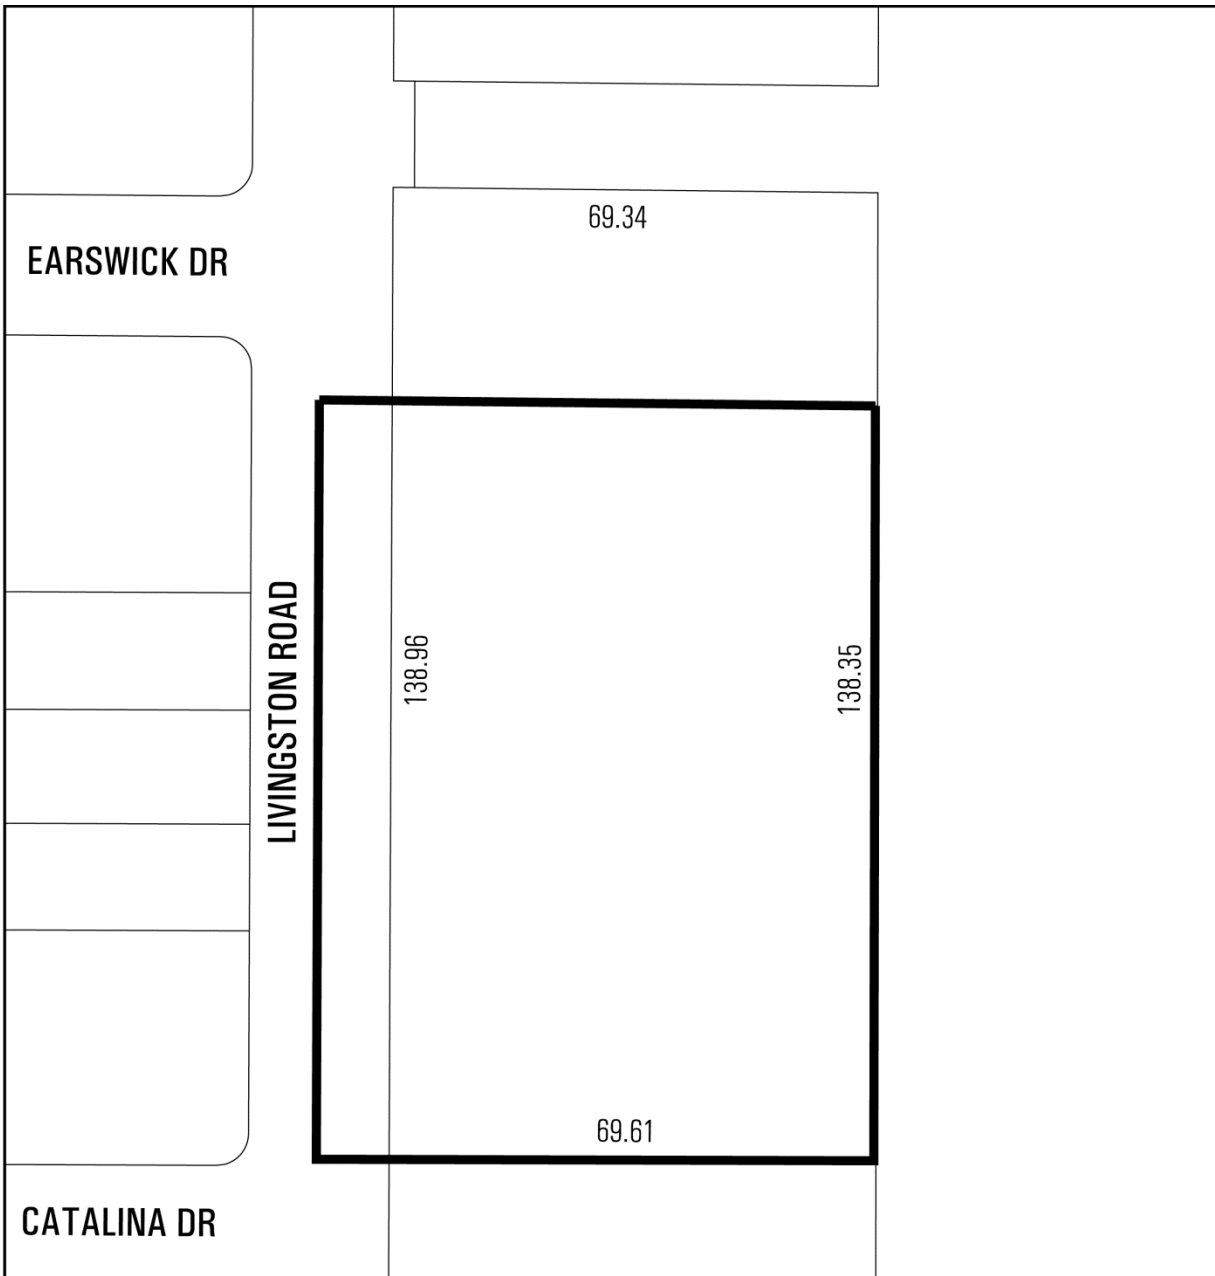 69.34
EARSWICK DR
LIVINGSTON ROAD
138.96
138.35
69.61
CATALINA DR